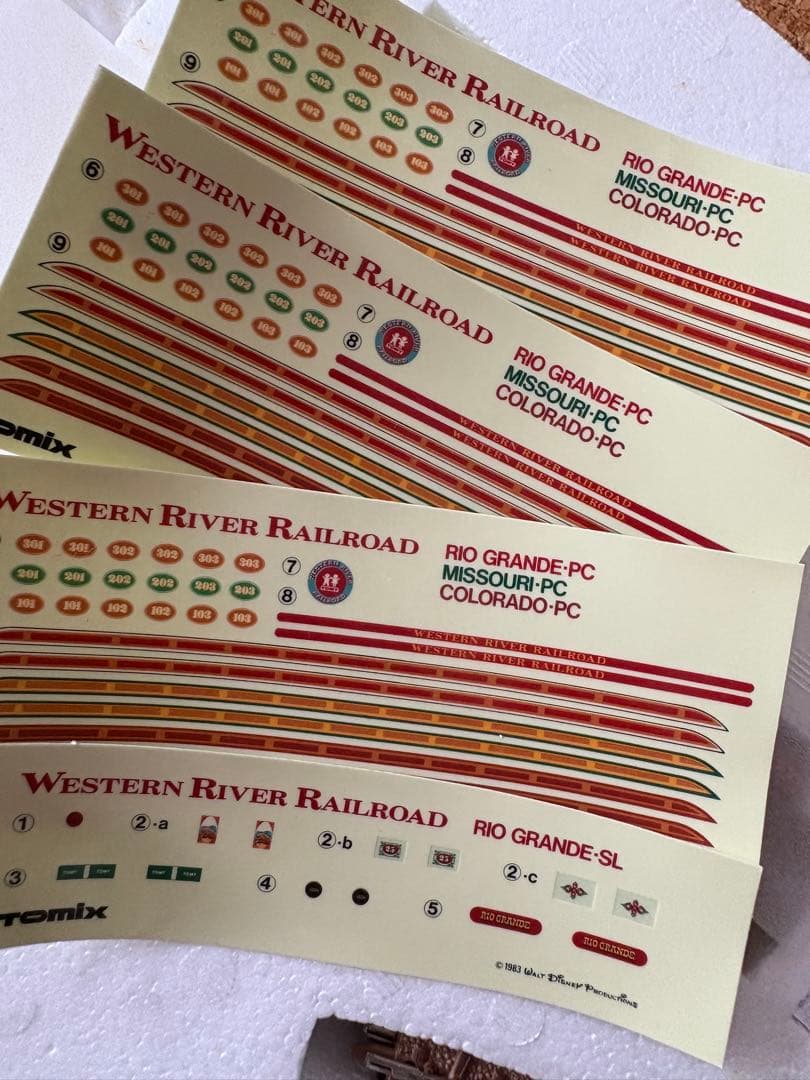 WESTERN RIVER RAILROAD
301 301 302 302 303 303
201 201 202 202 203 203
9 101 101 102 102 103 103
7
8
RIO GRANDE·PC
MISSOURI·PC
COLORADO·PC
WESTERN RIVER RAILROAD
WESTERN RIVER RAILROAD
WESTERN RIVER RAILROAD
6 301 301 302 302 303 303
201 201 202 202 203 203
9 101 101 102 102 103 103
7
8
RIO GRANDE·PC
MISSOURI·PC
COLORADO·PC
WESTERN RIVER RAILROAD
WESTERN RIVER RAILROAD
TOMIX
WESTERN RIVER RAILROAD
301 301 302 302 303 303
201 201 202 202 203 203
101 101 102 102 103 103
7
8
RIO GRANDE·PC
MISSOURI·PC
COLORADO·PC
WESTERN RIVER RAILROAD
WESTERN RIVER RAILROAD
WESTERN RIVER RAILROAD
RIO GRANDE·SL
1 2·a 2·b 25 25 2·c
3 4 5 RIO GRANDE RIO GRANDE
TOMIX
© 1983 WALT DISNEY PRODUCTIONS